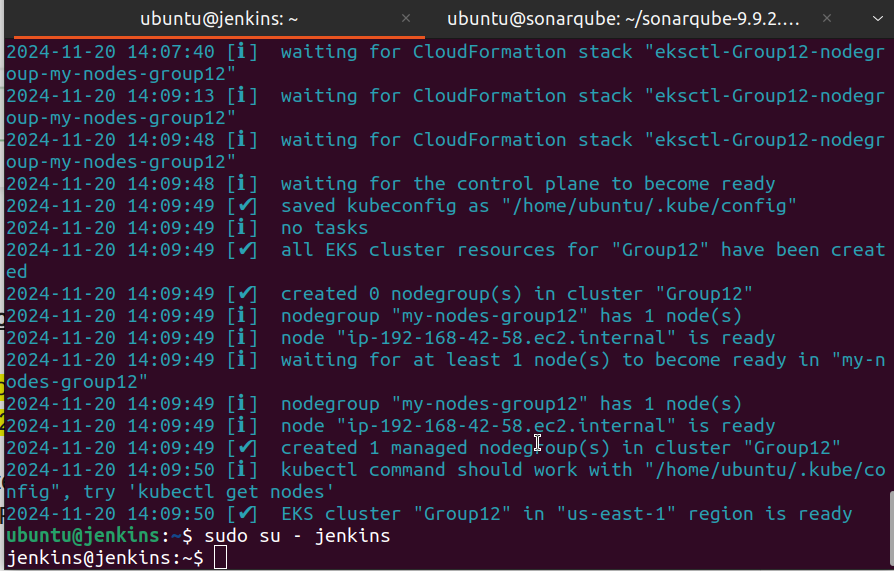 ubuntu@jenkins: ~
ubuntu@sonarqube: ~/sonarqube-9.9.2....
2024-11-20 14:07:40 [ℹ]  waiting for CloudFormation stack "eksctl-Group12-nodegr
oup-my-nodes-group12"
2024-11-20 14:09:13 [ℹ]  waiting for CloudFormation stack "eksctl-Group12-nodegr
oup-my-nodes-group12"
2024-11-20 14:09:48 [ℹ]  waiting for CloudFormation stack "eksctl-Group12-nodegr
oup-my-nodes-group12"
2024-11-20 14:09:48 [ℹ]  waiting for the control plane to become ready
2024-11-20 14:09:49 [✔]  saved kubeconfig as "/home/ubuntu/.kube/config"
2024-11-20 14:09:49 [ℹ]  no tasks
2024-11-20 14:09:49 [✔]  all EKS cluster resources for "Group12" have been creat
ed
2024-11-20 14:09:49 [✔]  created 0 nodegroup(s) in cluster "Group12"
2024-11-20 14:09:49 [ℹ]  nodegroup "my-nodes-group12" has 1 node(s)
2024-11-20 14:09:49 [ℹ]  node "ip-192-168-42-58.ec2.internal" is ready
2024-11-20 14:09:49 [ℹ]  waiting for at least 1 node(s) to become ready in "my-n
odes-group12"
2024-11-20 14:09:49 [ℹ]  nodegroup "my-nodes-group12" has 1 node(s)
2024-11-20 14:09:49 [ℹ]  node "ip-192-168-42-58.ec2.internal" is ready
2024-11-20 14:09:49 [✔]  created 1 managed nodegroup(s) in cluster "Group12"
2024-11-20 14:09:50 [ℹ]  kubectl command should work with "/home/ubuntu/.kube/co
nfig", try 'kubectl get nodes'
2024-11-20 14:09:50 [✔]  EKS cluster "Group12" in "us-east-1" region is ready
ubuntu@jenkins:~$ sudo su - jenkins
jenkins@jenkins:~$